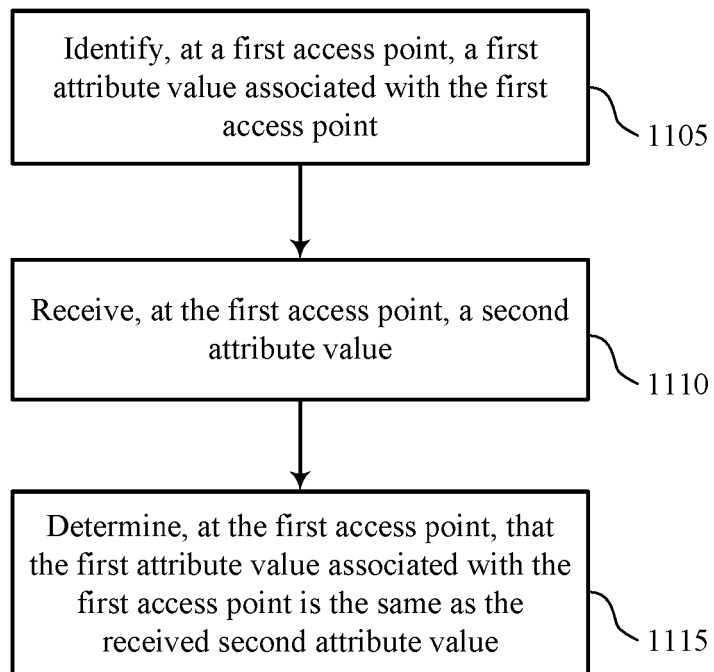 Identify, at a first access point, a first
attribute value associated with the first
access point
1105
Receive, at the first access point, a second
attribute value
1110
Determine, at the first access point, that
the first attribute value associated with the
first access point is the same as the
received second attribute value
1115